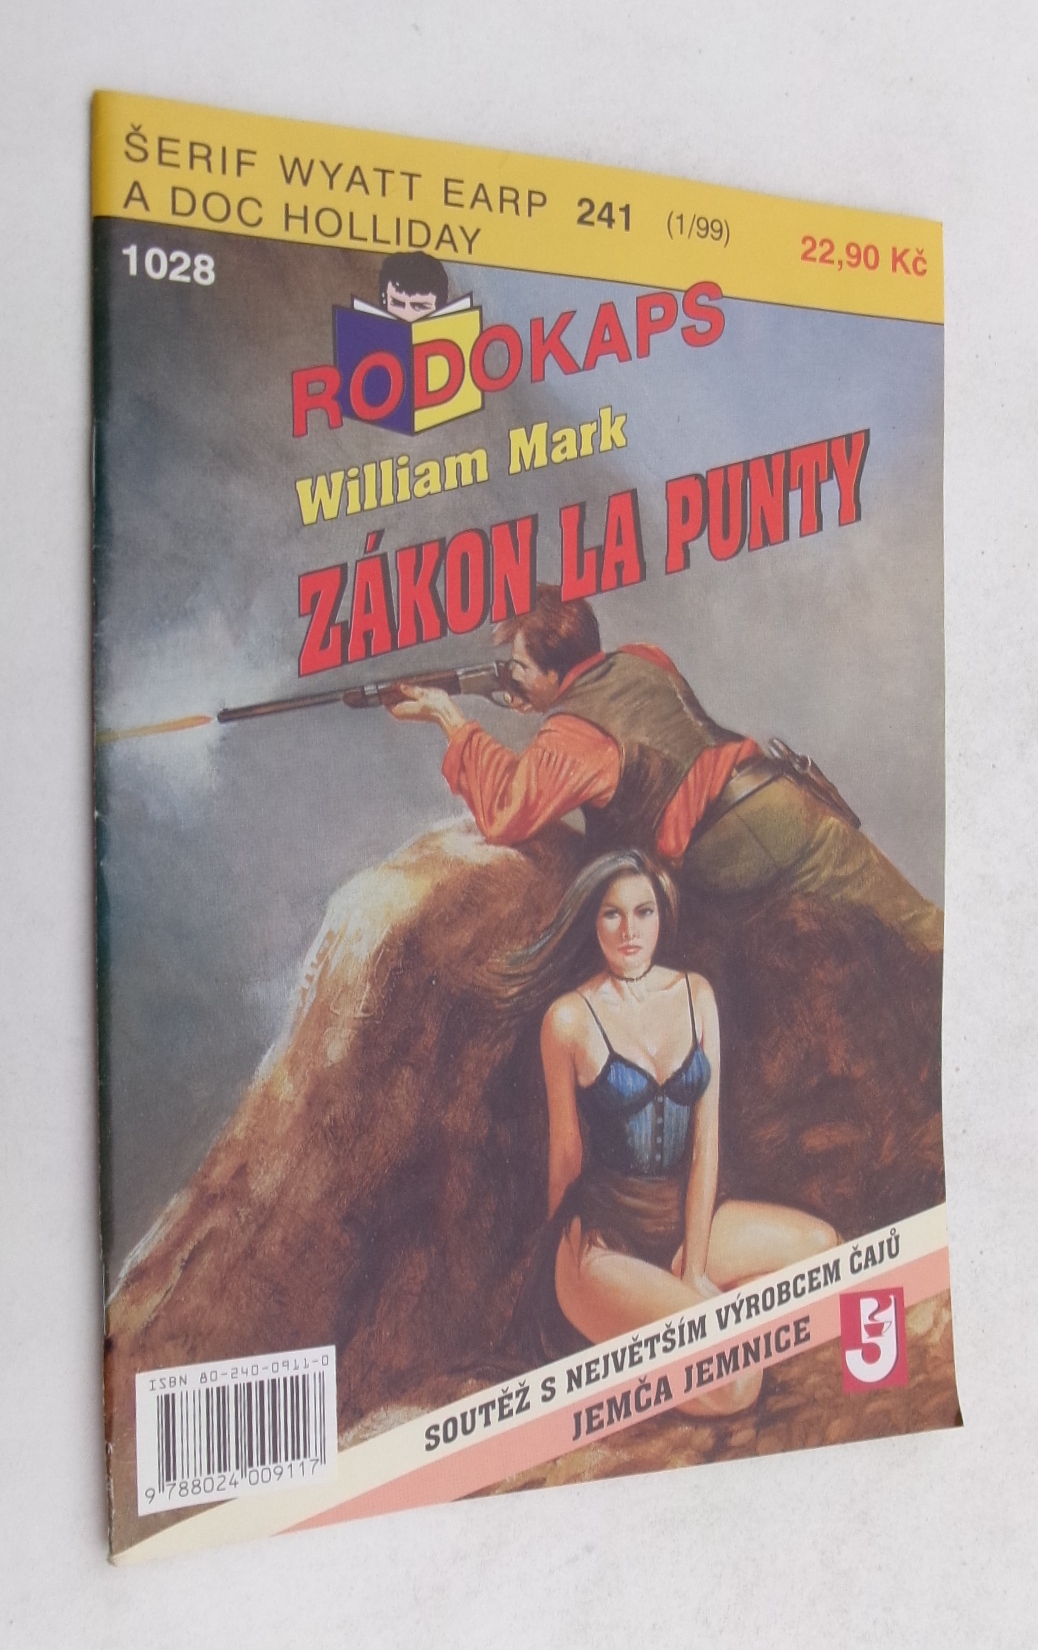 ŠERIF WYATT EARP 241 (1/99)
A DOC HOLLIDAY
22,90 Kč
1028
RODOKAPS
William Mark
ZÁKON LA PUNTY
SOUTĚŽ S NEJVĚTŠÍM VÝROBCEM ČAJŮ
JEMČA JEMNICE
ISBN 80-240-0911-0
9 788024 009117